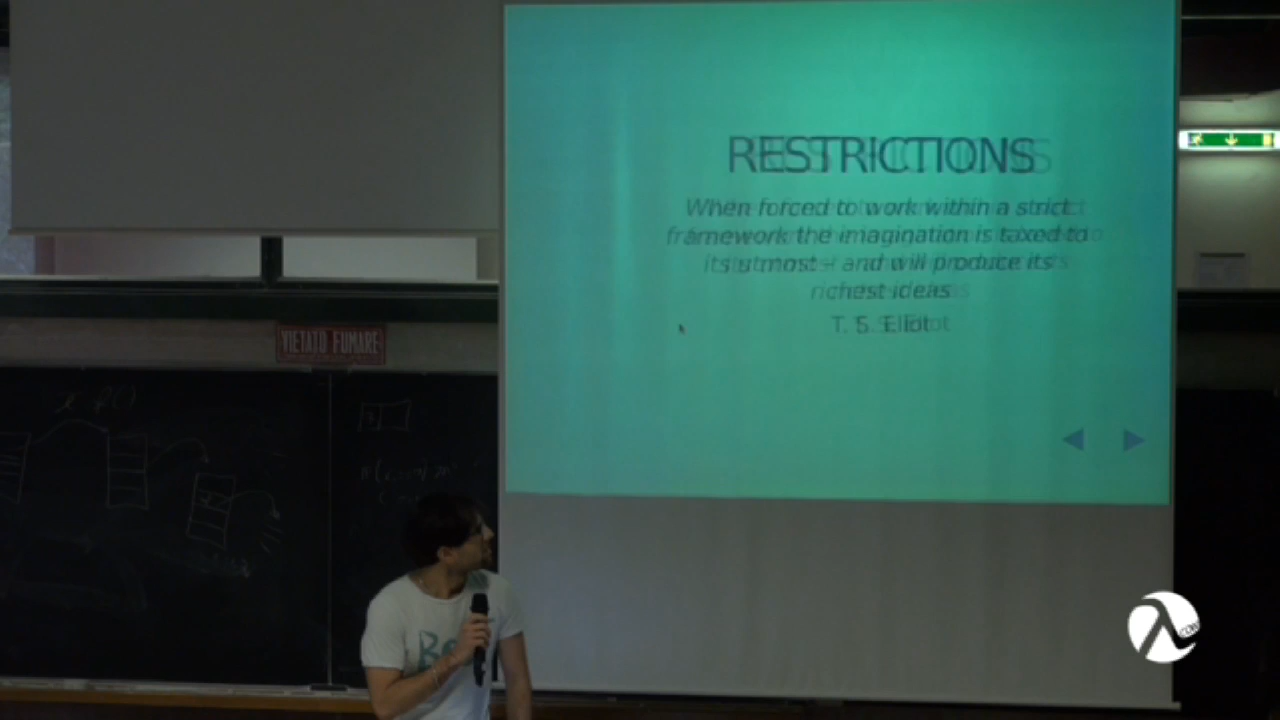 RESTRICTIONS
When forced to work within a strict
framework the imagination is taxed to
its utmost – and will produce its
richest ideas
T. S. Eliot
VIETATO FUMARE
λ